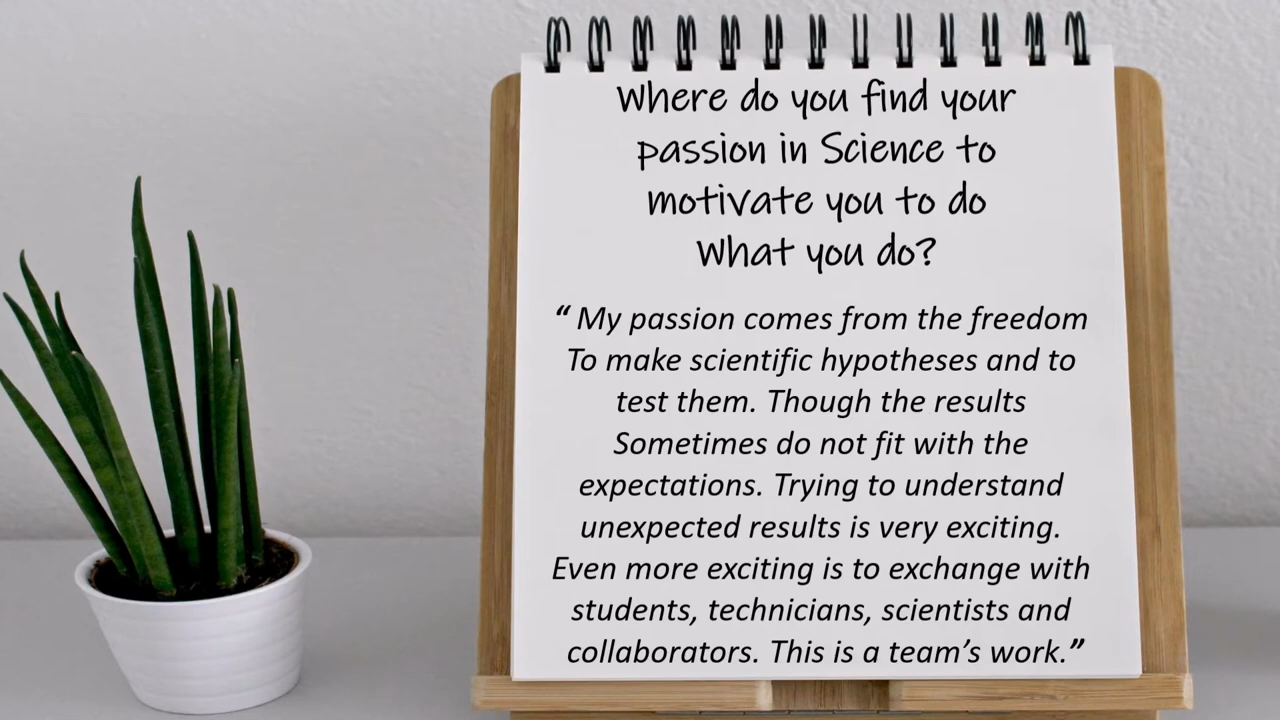 Where do you find your
passion in Science to
motivate you to do
What you do?
“ My passion comes from the freedom
To make scientific hypotheses and to
test them. Though the results
Sometimes do not fit with the
expectations. Trying to understand
unexpected results is very exciting.
Even more exciting is to exchange with
students, technicians, scientists and
collaborators. This is a team’s work.”